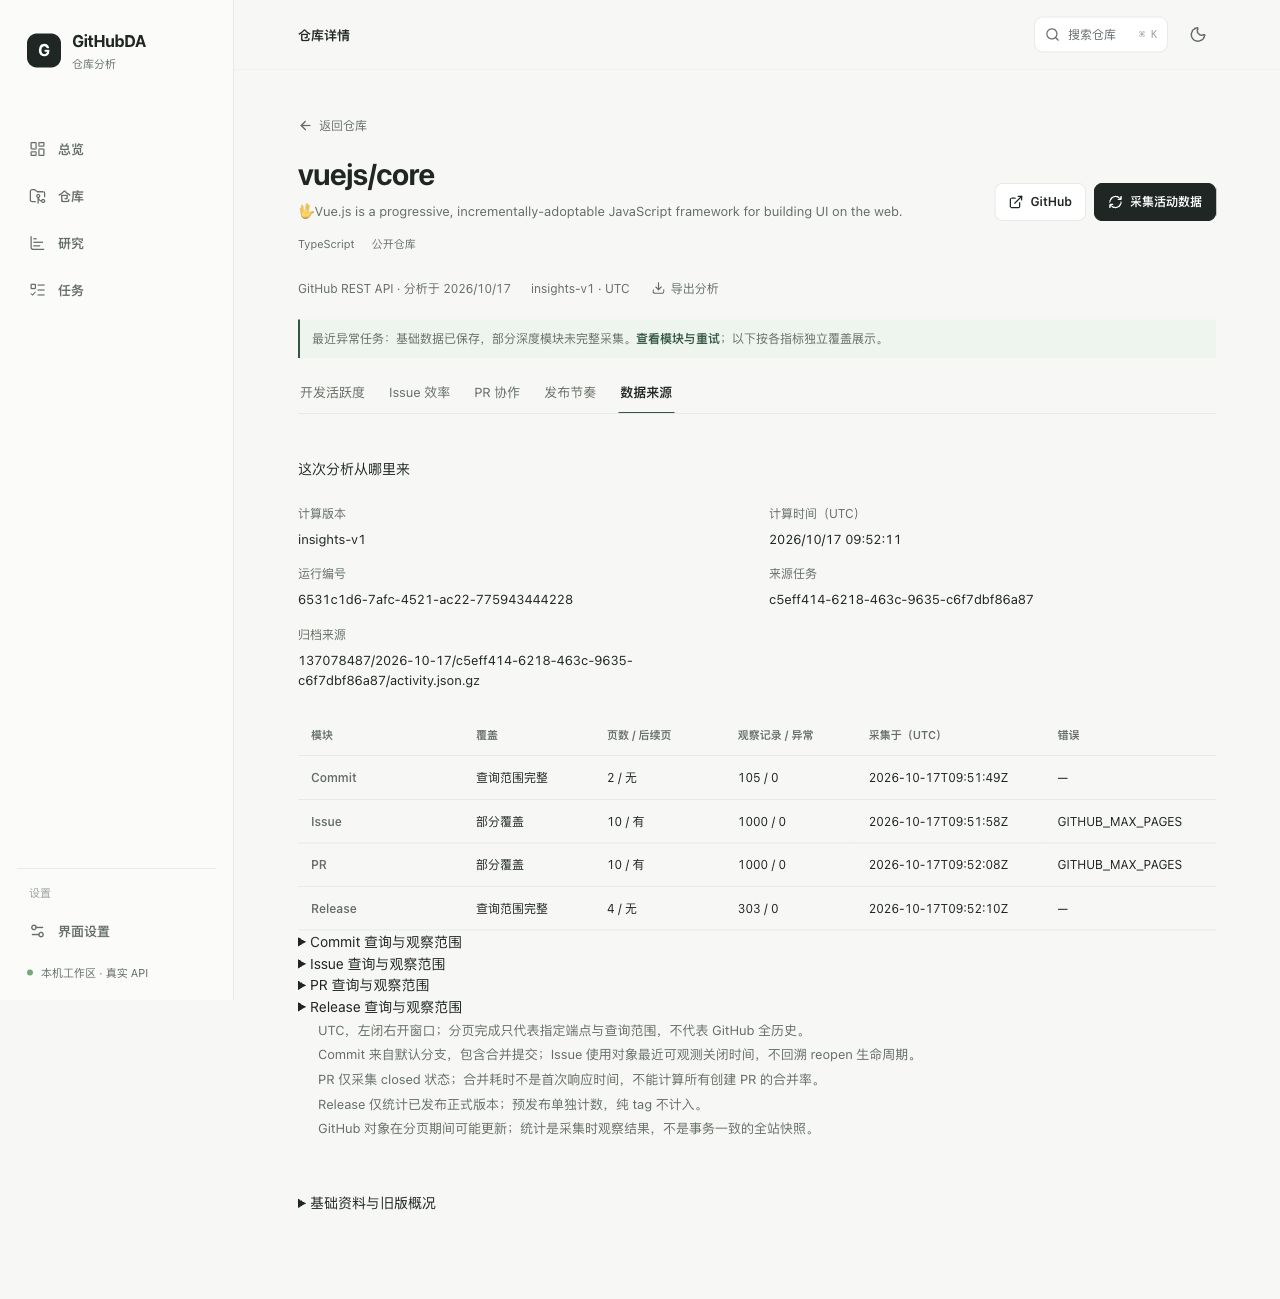 G
GitHubDA
仓库分析
总览
仓库
研究
任务
设置
界面设置
本机工作区 · 真实 API
仓库详情
搜索仓库 ⌘ K
返回仓库
vuejs/core
🖖Vue.js is a progressive, incrementally-adoptable JavaScript framework for building UI on the web.
TypeScript 公开仓库
GitHub
采集活动数据
GitHub REST API · 分析于 2026/10/17 insights-v1 · UTC 导出分析
最近异常任务：基础数据已保存，部分深度模块未完整采集。查看模块与重试；以下按各指标独立覆盖展示。
开发活跃度 Issue 效率 PR 协作 发布节奏 数据来源
这次分析从哪里来
计算版本 计算时间（UTC）
insights-v1 2026/10/17 09:52:11
运行编号 来源任务
6531c1d6-7afc-4521-ac22-775943444228 c5eff414-6218-463c-9635-c6f7dbf86a87
归档来源
137078487/2026-10-17/c5eff414-6218-463c-9635-
c6f7dbf86a87/activity.json.gz
模块 覆盖 页数 / 后续页 观察记录 / 异常 采集于（UTC） 错误
Commit 查询范围完整 2 / 无 105 / 0 2026-10-17T09:51:49Z —
Issue 部分覆盖 10 / 有 1000 / 0 2026-10-17T09:51:58Z GITHUB_MAX_PAGES
PR 部分覆盖 10 / 有 1000 / 0 2026-10-17T09:52:08Z GITHUB_MAX_PAGES
Release 查询范围完整 4 / 无 303 / 0 2026-10-17T09:52:10Z —
▶ Commit 查询与观察范围
▶ Issue 查询与观察范围
▶ PR 查询与观察范围
▶ Release 查询与观察范围
UTC，左闭右开窗口；分页完成只代表指定端点与查询范围，不代表 GitHub 全历史。
Commit 来自默认分支，包含合并提交；Issue 使用对象最近可观测关闭时间，不回溯 reopen 生命周期。
PR 仅采集 closed 状态；合并耗时不是首次响应时间，不能计算所有创建 PR 的合并率。
Release 仅统计已发布正式版本；预发布单独计数，纯 tag 不计入。
GitHub 对象在分页期间可能更新；统计是采集时观察结果，不是事务一致的全站快照。
▶ 基础资料与旧版概况